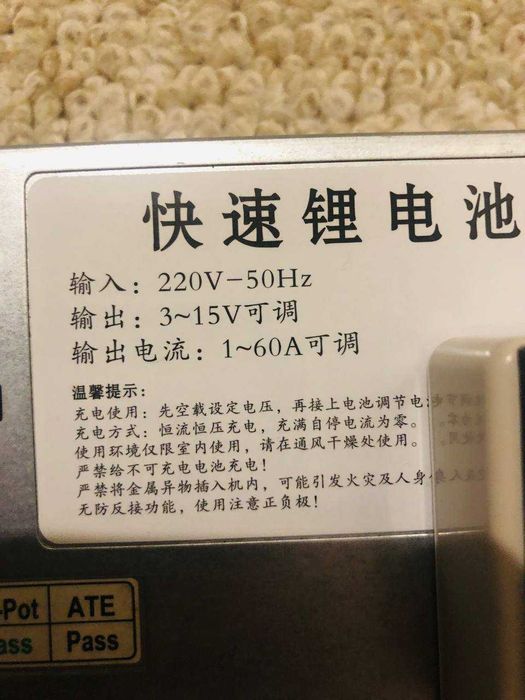 快速锂电池
输入：220V-50Hz
输出：3~15V可调
输出电流：1~60A可调
温馨提示：
充电使用：先空载设定电压，再接上电池调节电
充电方式：恒流恒压充电，充满自停电流为零。
使用环境仅限室内使用，请在通风干燥处使用。
严禁给不可充电电池充电！
严禁将金属异物插入机内，可能引发火灾及人身
无防反接功能，使用注意正负极！
-Pot ATE
ass Pass